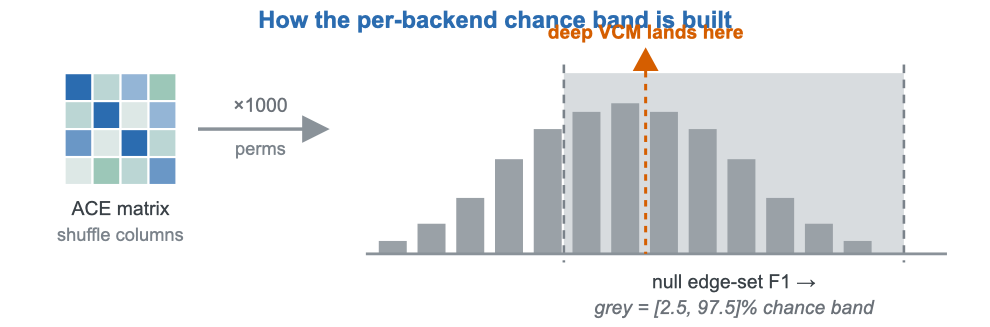 How the per-backend chance band is built
deep VCM lands here
×1000
perms
ACE matrix
shuffle columns
null edge-set F1 →
grey = [2.5, 97.5]% chance band